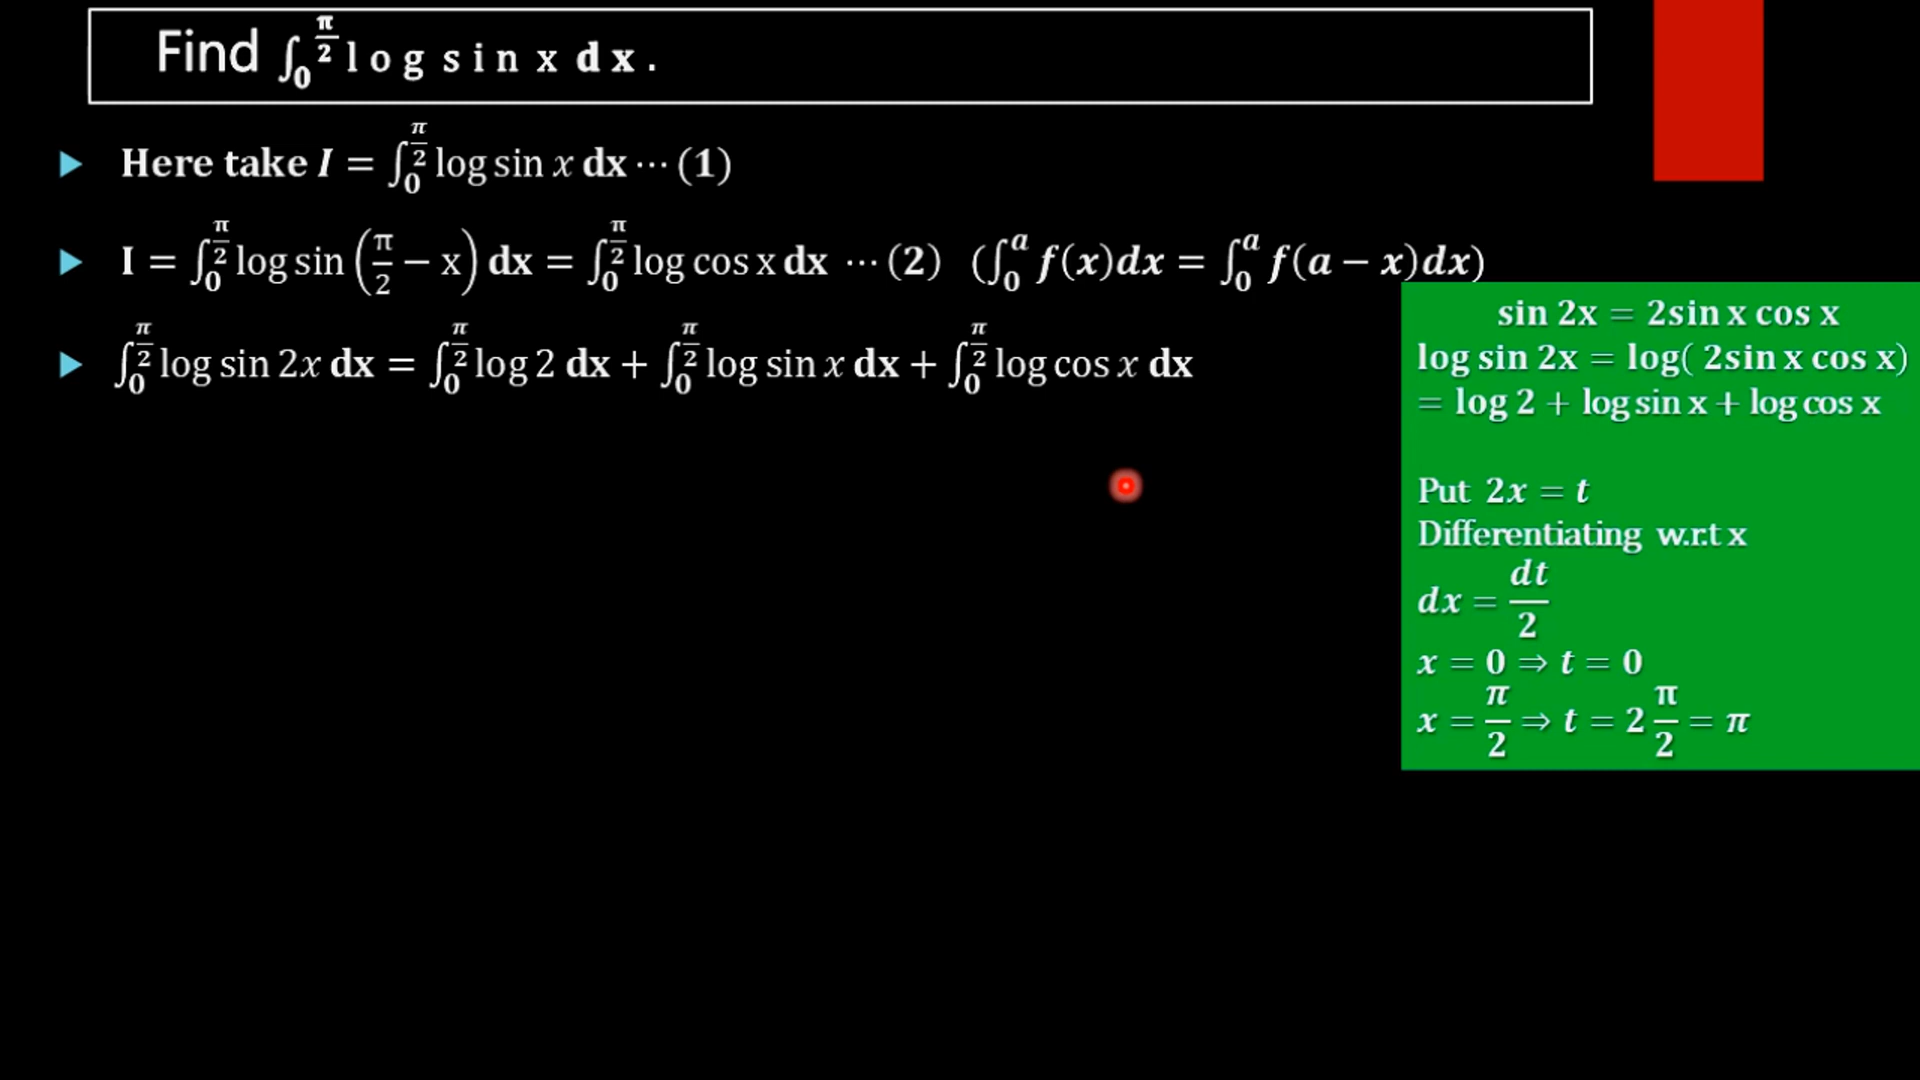 Find ∫₀^(π/2) log sin x dx.
Here take I = ∫₀^(π/2) log sin x dx ⋯ (1)
I = ∫₀^(π/2) log sin (π/2 − x) dx = ∫₀^(π/2) log cos x dx ⋯ (2) (∫₀^a f(x)dx = ∫₀^a f(a − x)dx)
∫₀^(π/2) log sin 2x dx = ∫₀^(π/2) log 2 dx + ∫₀^(π/2) log sin x dx + ∫₀^(π/2) log cos x dx
sin 2x = 2sin x cos x
log sin 2x = log( 2sin x cos x)
= log 2 + log sin x + log cos x
Put 2x = t
Differentiating w.r.t x
dx = dt/2
x = 0 ⇒ t = 0
x = π/2 ⇒ t = 2 π/2 = π